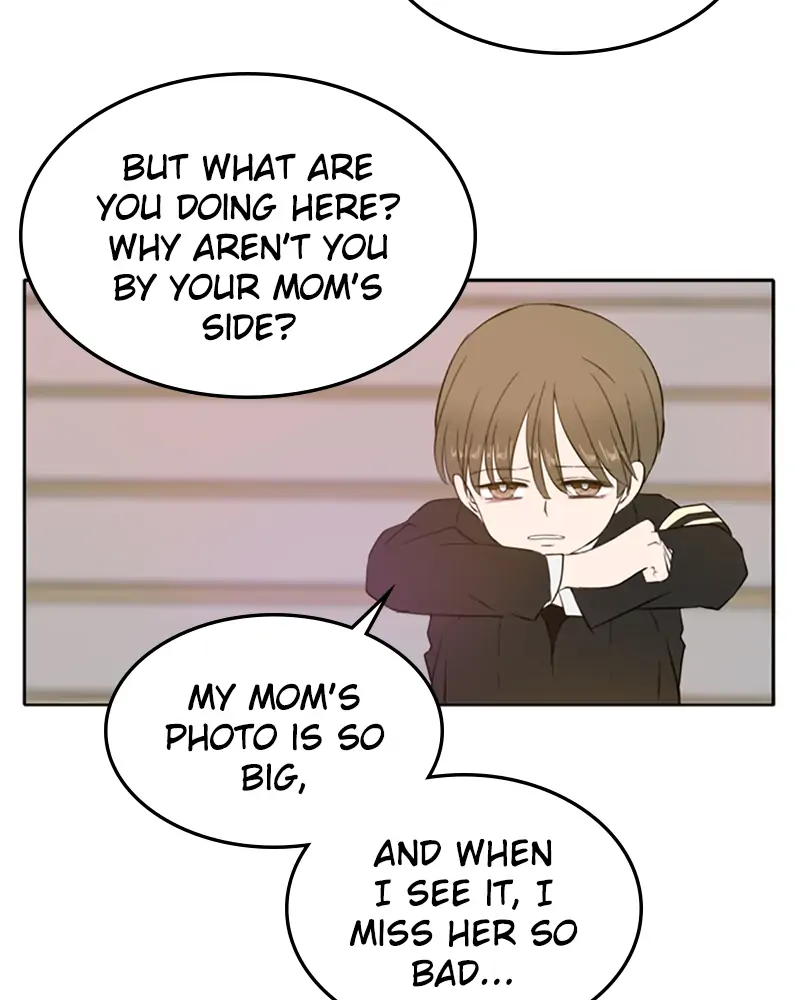 BUT WHAT ARE
YOU DOING HERE?
WHY AREN'T YOU
BY YOUR MOM'S
SIDE?
MY MOM'S
PHOTO IS SO
BIG,
AND WHEN
I SEE IT, I
MISS HER SO
BAD...